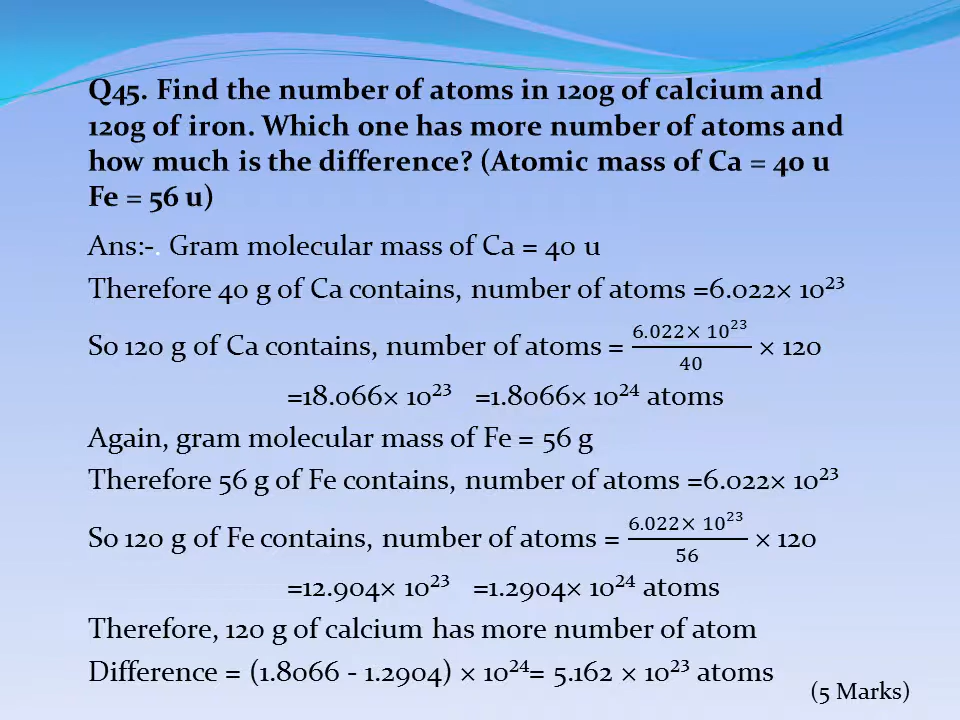 Q45. Find the number of atoms in 120g of calcium and
120g of iron. Which one has more number of atoms and
how much is the difference? (Atomic mass of Ca = 40 u
Fe = 56 u)
Ans:-. Gram molecular mass of Ca = 40 u
Therefore 40 g of Ca contains, number of atoms =6.022× 10²³
So 120 g of Ca contains, number of atoms = (6.022× 10²³)/40 × 120
=18.066× 10²³ =1.8066× 10²⁴ atoms
Again, gram molecular mass of Fe = 56 g
Therefore 56 g of Fe contains, number of atoms =6.022× 10²³
So 120 g of Fe contains, number of atoms = (6.022× 10²³)/56 × 120
=12.904× 10²³ =1.2904× 10²⁴ atoms
Therefore, 120 g of calcium has more number of atom
Difference = (1.8066 - 1.2904) × 10²⁴= 5.162 × 10²³ atoms
(5 Marks)